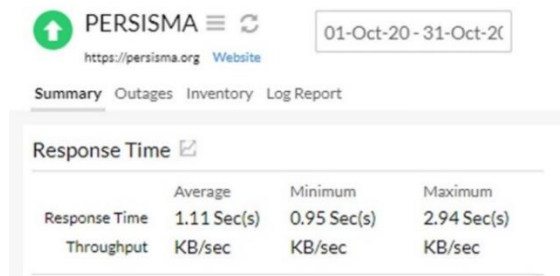 PERSISMA
01-Oct-20 - 31-Oct-2(
https://persisma.org Website
Summary Outages Inventory Log Report
Response Time
Average Minimum Maximum
Response Time 1.11 Sec(s) 0.95 Sec(s) 2.94 Sec(s)
Throughput KB/sec KB/sec KB/sec